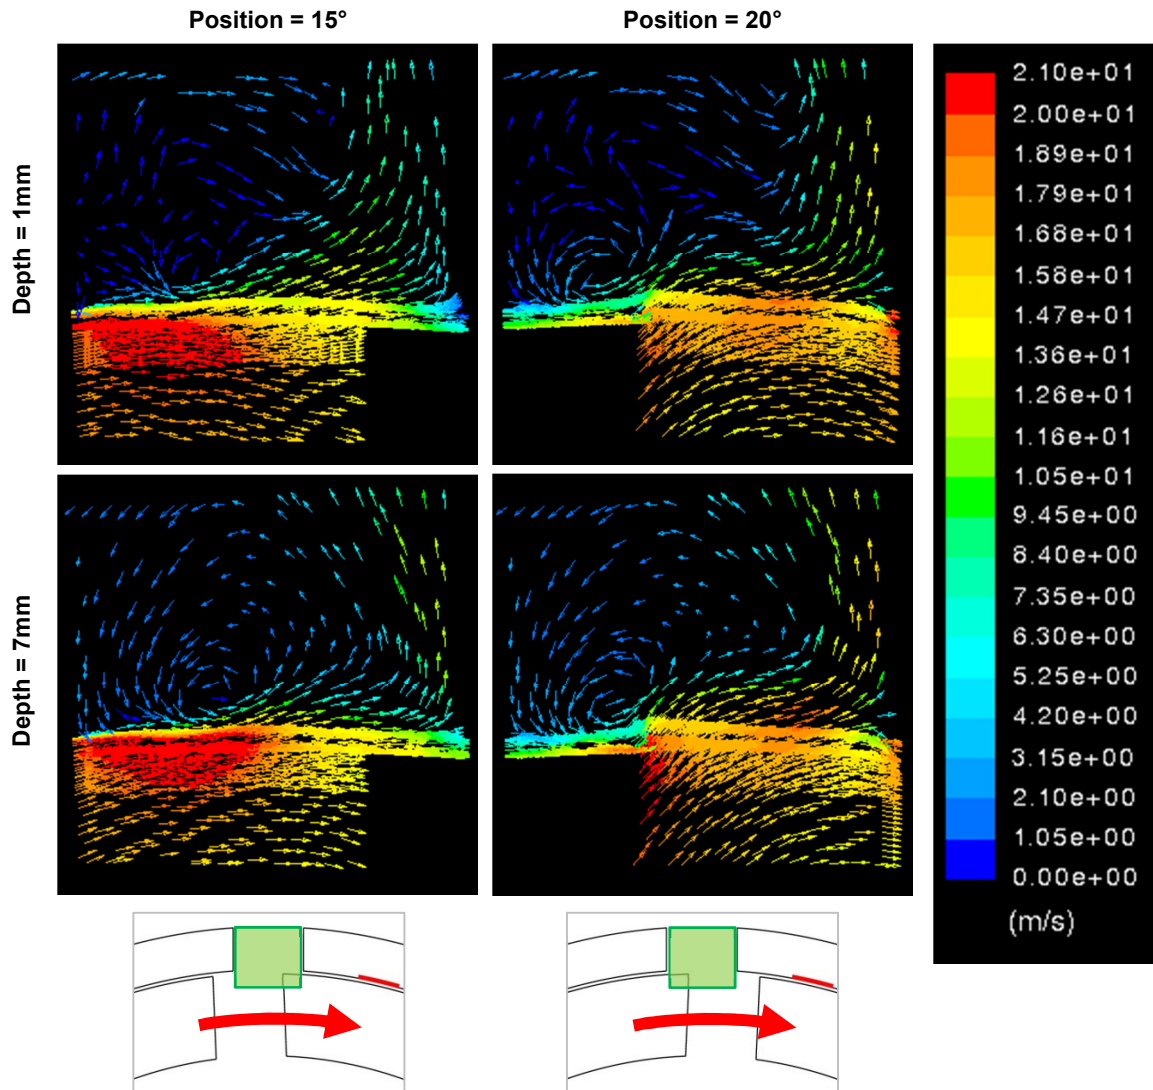 Position = 15°
Position = 20°
Depth = 1mm
Depth = 7mm
2.10e+01
2.00e+01
1.89e+01
1.79e+01
1.68e+01
1.58e+01
1.47e+01
1.36e+01
1.26e+01
1.16e+01
1.05e+01
9.45e+00
8.40e+00
7.35e+00
6.30e+00
5.25e+00
4.20e+00
3.15e+00
2.10e+00
1.05e+00
0.00e+00
(m/s)